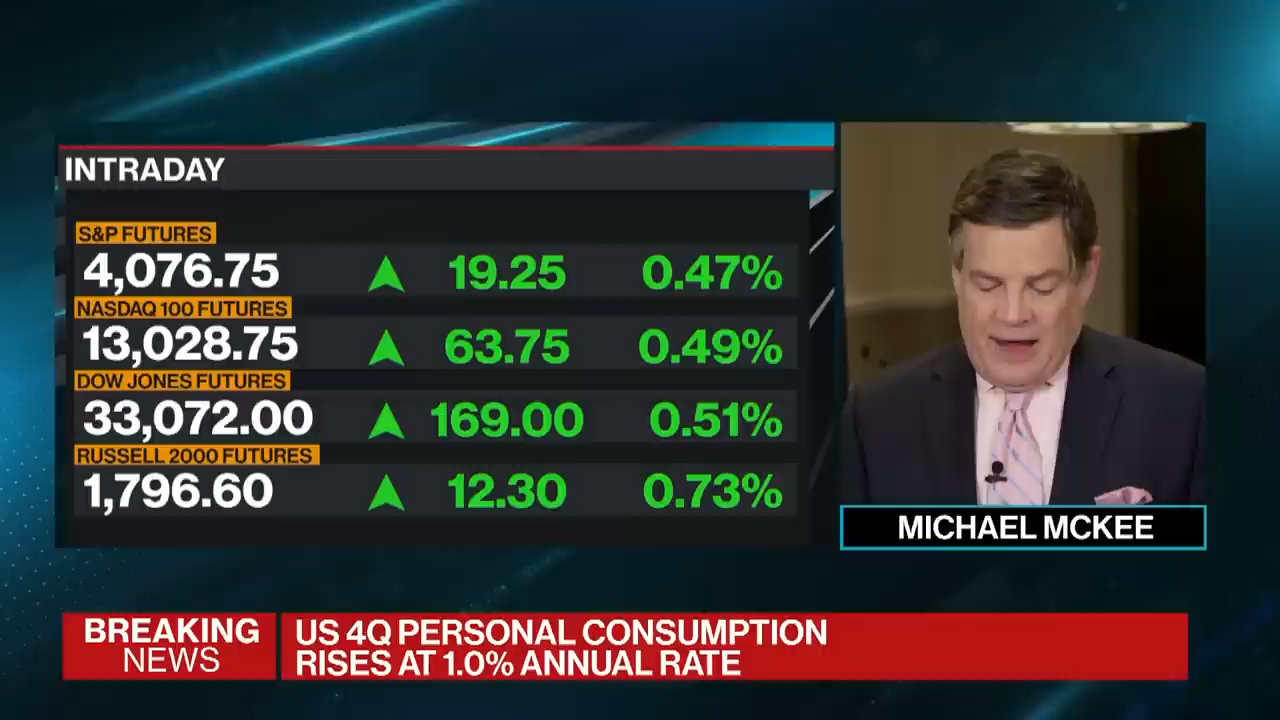 INTRADAY
S&P FUTURES
4,076.75 19.25 0.47%
NASDAQ 100 FUTURES
13,028.75 63.75 0.49%
DOW JONES FUTURES
33,072.00 169.00 0.51%
RUSSELL 2000 FUTURES
1,796.60 12.30 0.73%
MICHAEL MCKEE
BREAKING
NEWS
US 4Q PERSONAL CONSUMPTION
RISES AT 1.0% ANNUAL RATE